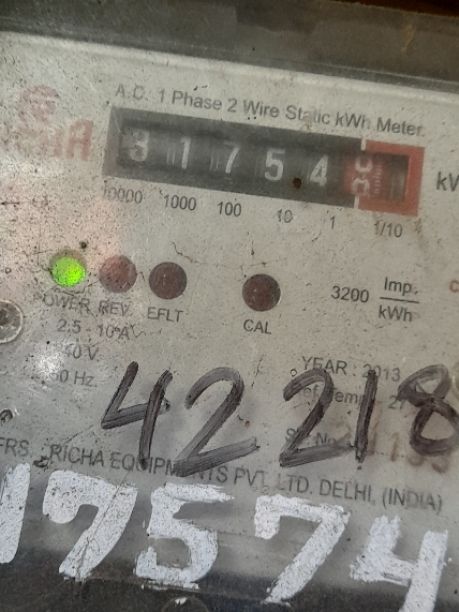 A.C. 1 Phase 2 Wire Static kWh Meter.
3 1 7 5 4
10000 1000 100 10 1 1/10
REV. EFLT CAL
3200 Imp./kWh
2.5 - 10 A
YEAR : 2013
42218
RICHA EQUIPMENTS PVT. LTD. DELHI, (INDIA)
17574